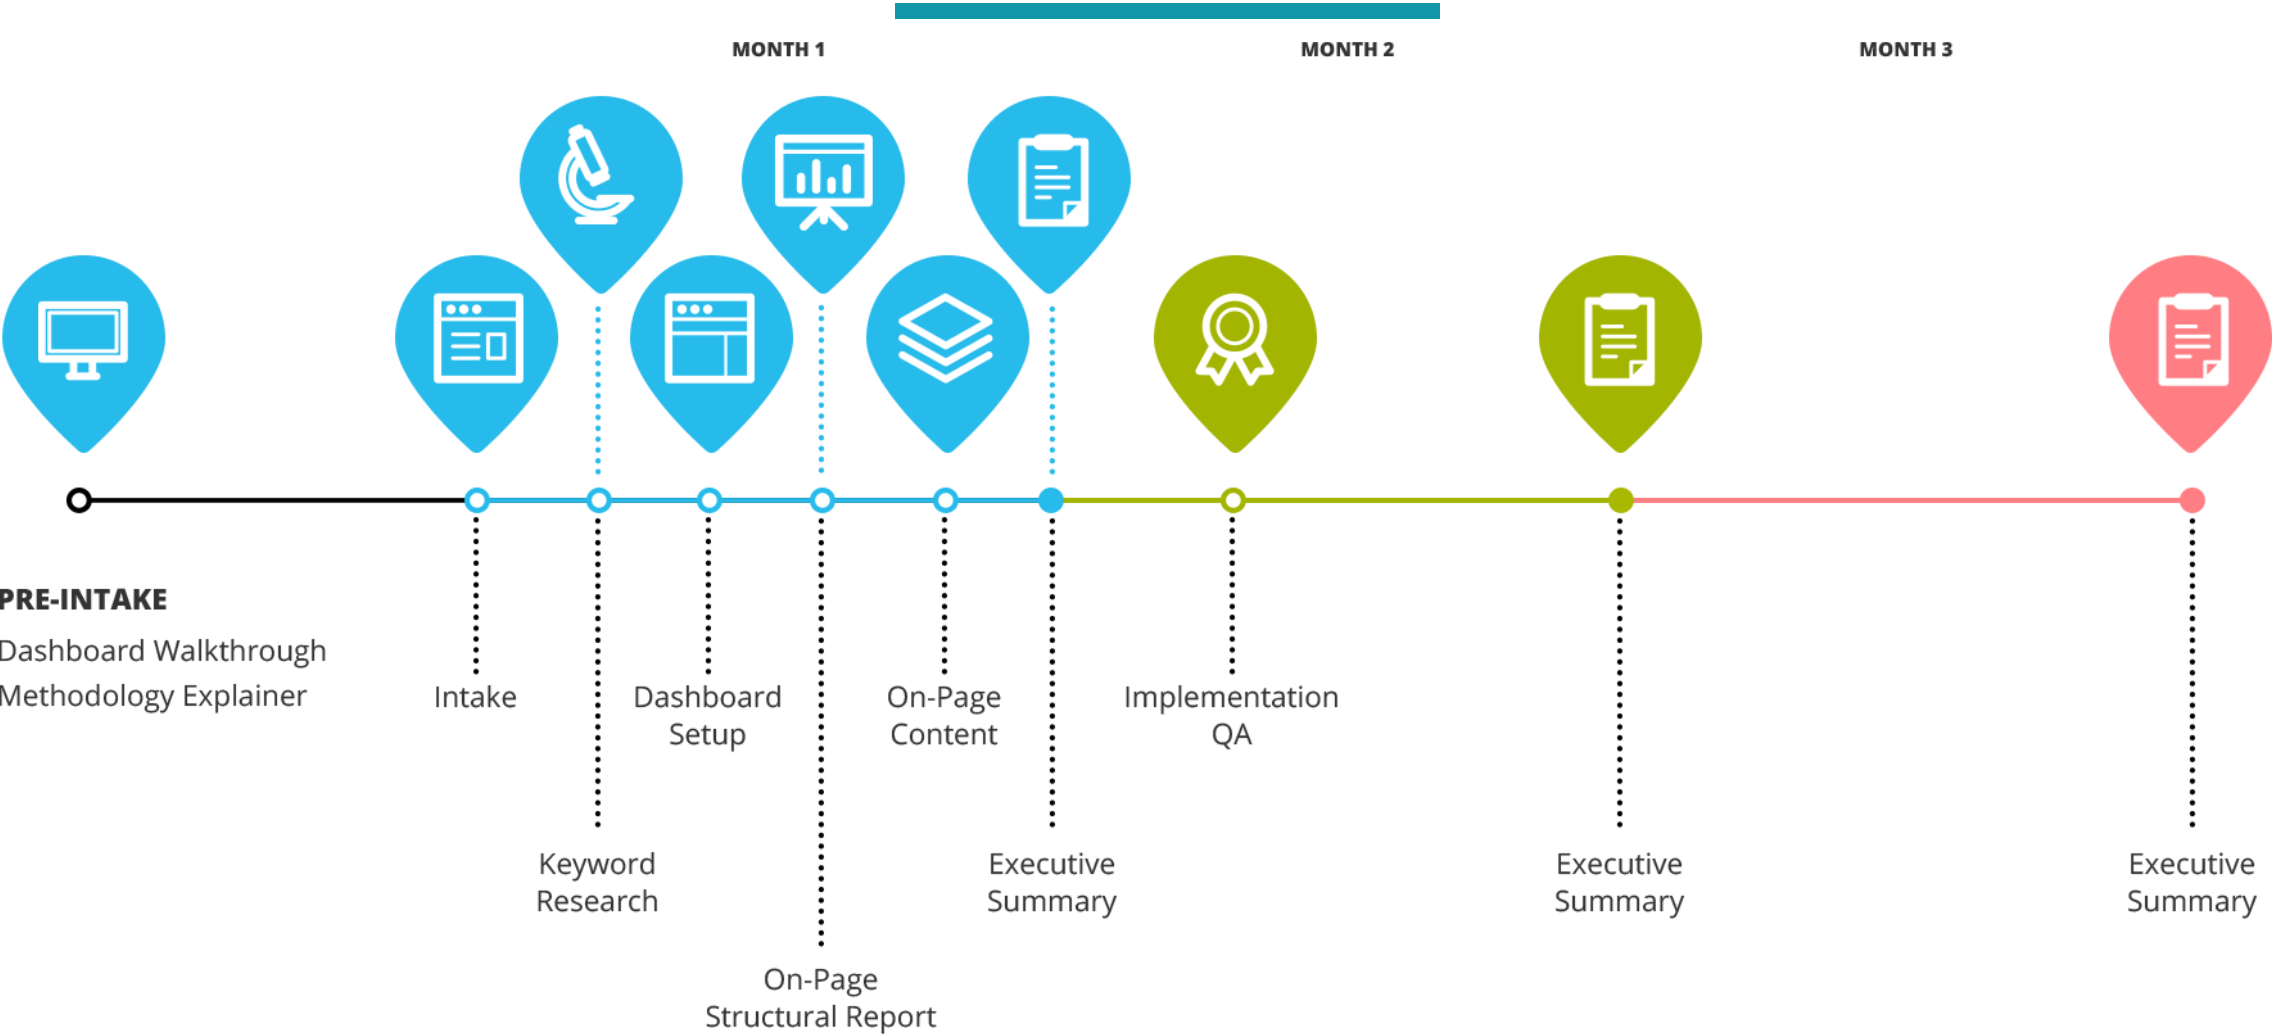 MONTH 1
MONTH 2
MONTH 3
PRE-INTAKE
Dashboard Walkthrough
Methodology Explainer
Intake
Keyword
Research
Dashboard
Setup
On-Page
Structural Report
On-Page
Content
Executive
Summary
Implementation
QA
Executive
Summary
Executive
Summary